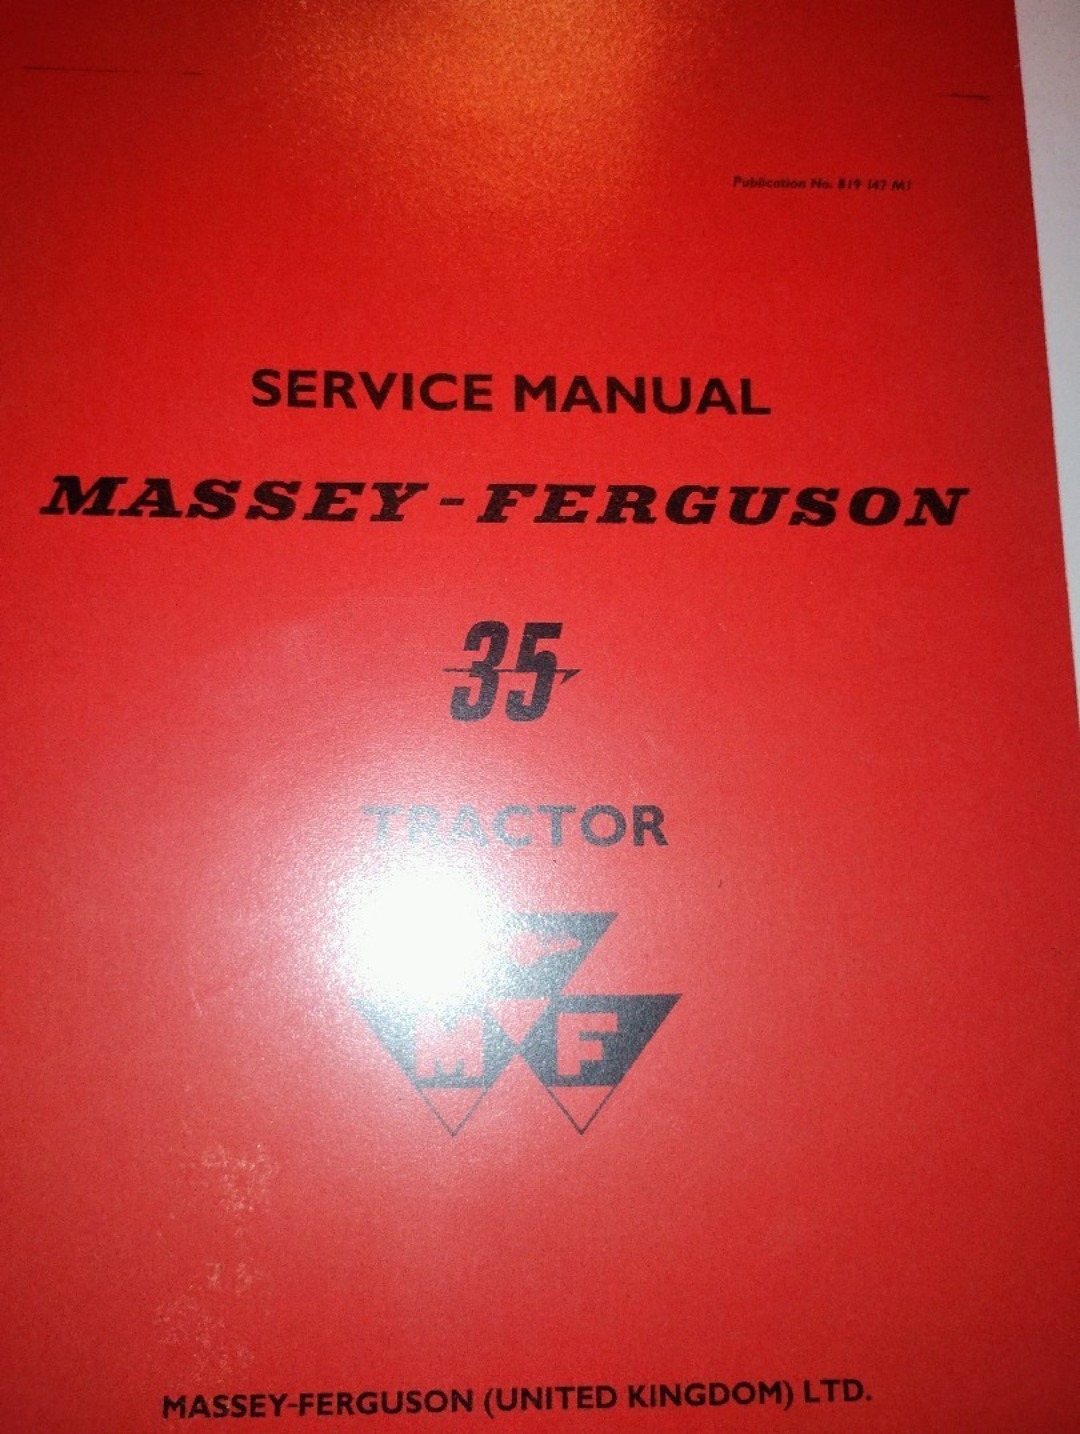 Publication No. 819 147 M1
SERVICE MANUAL
MASSEY-FERGUSON
35
TRACTOR
M F
MASSEY-FERGUSON (UNITED KINGDOM) LTD.